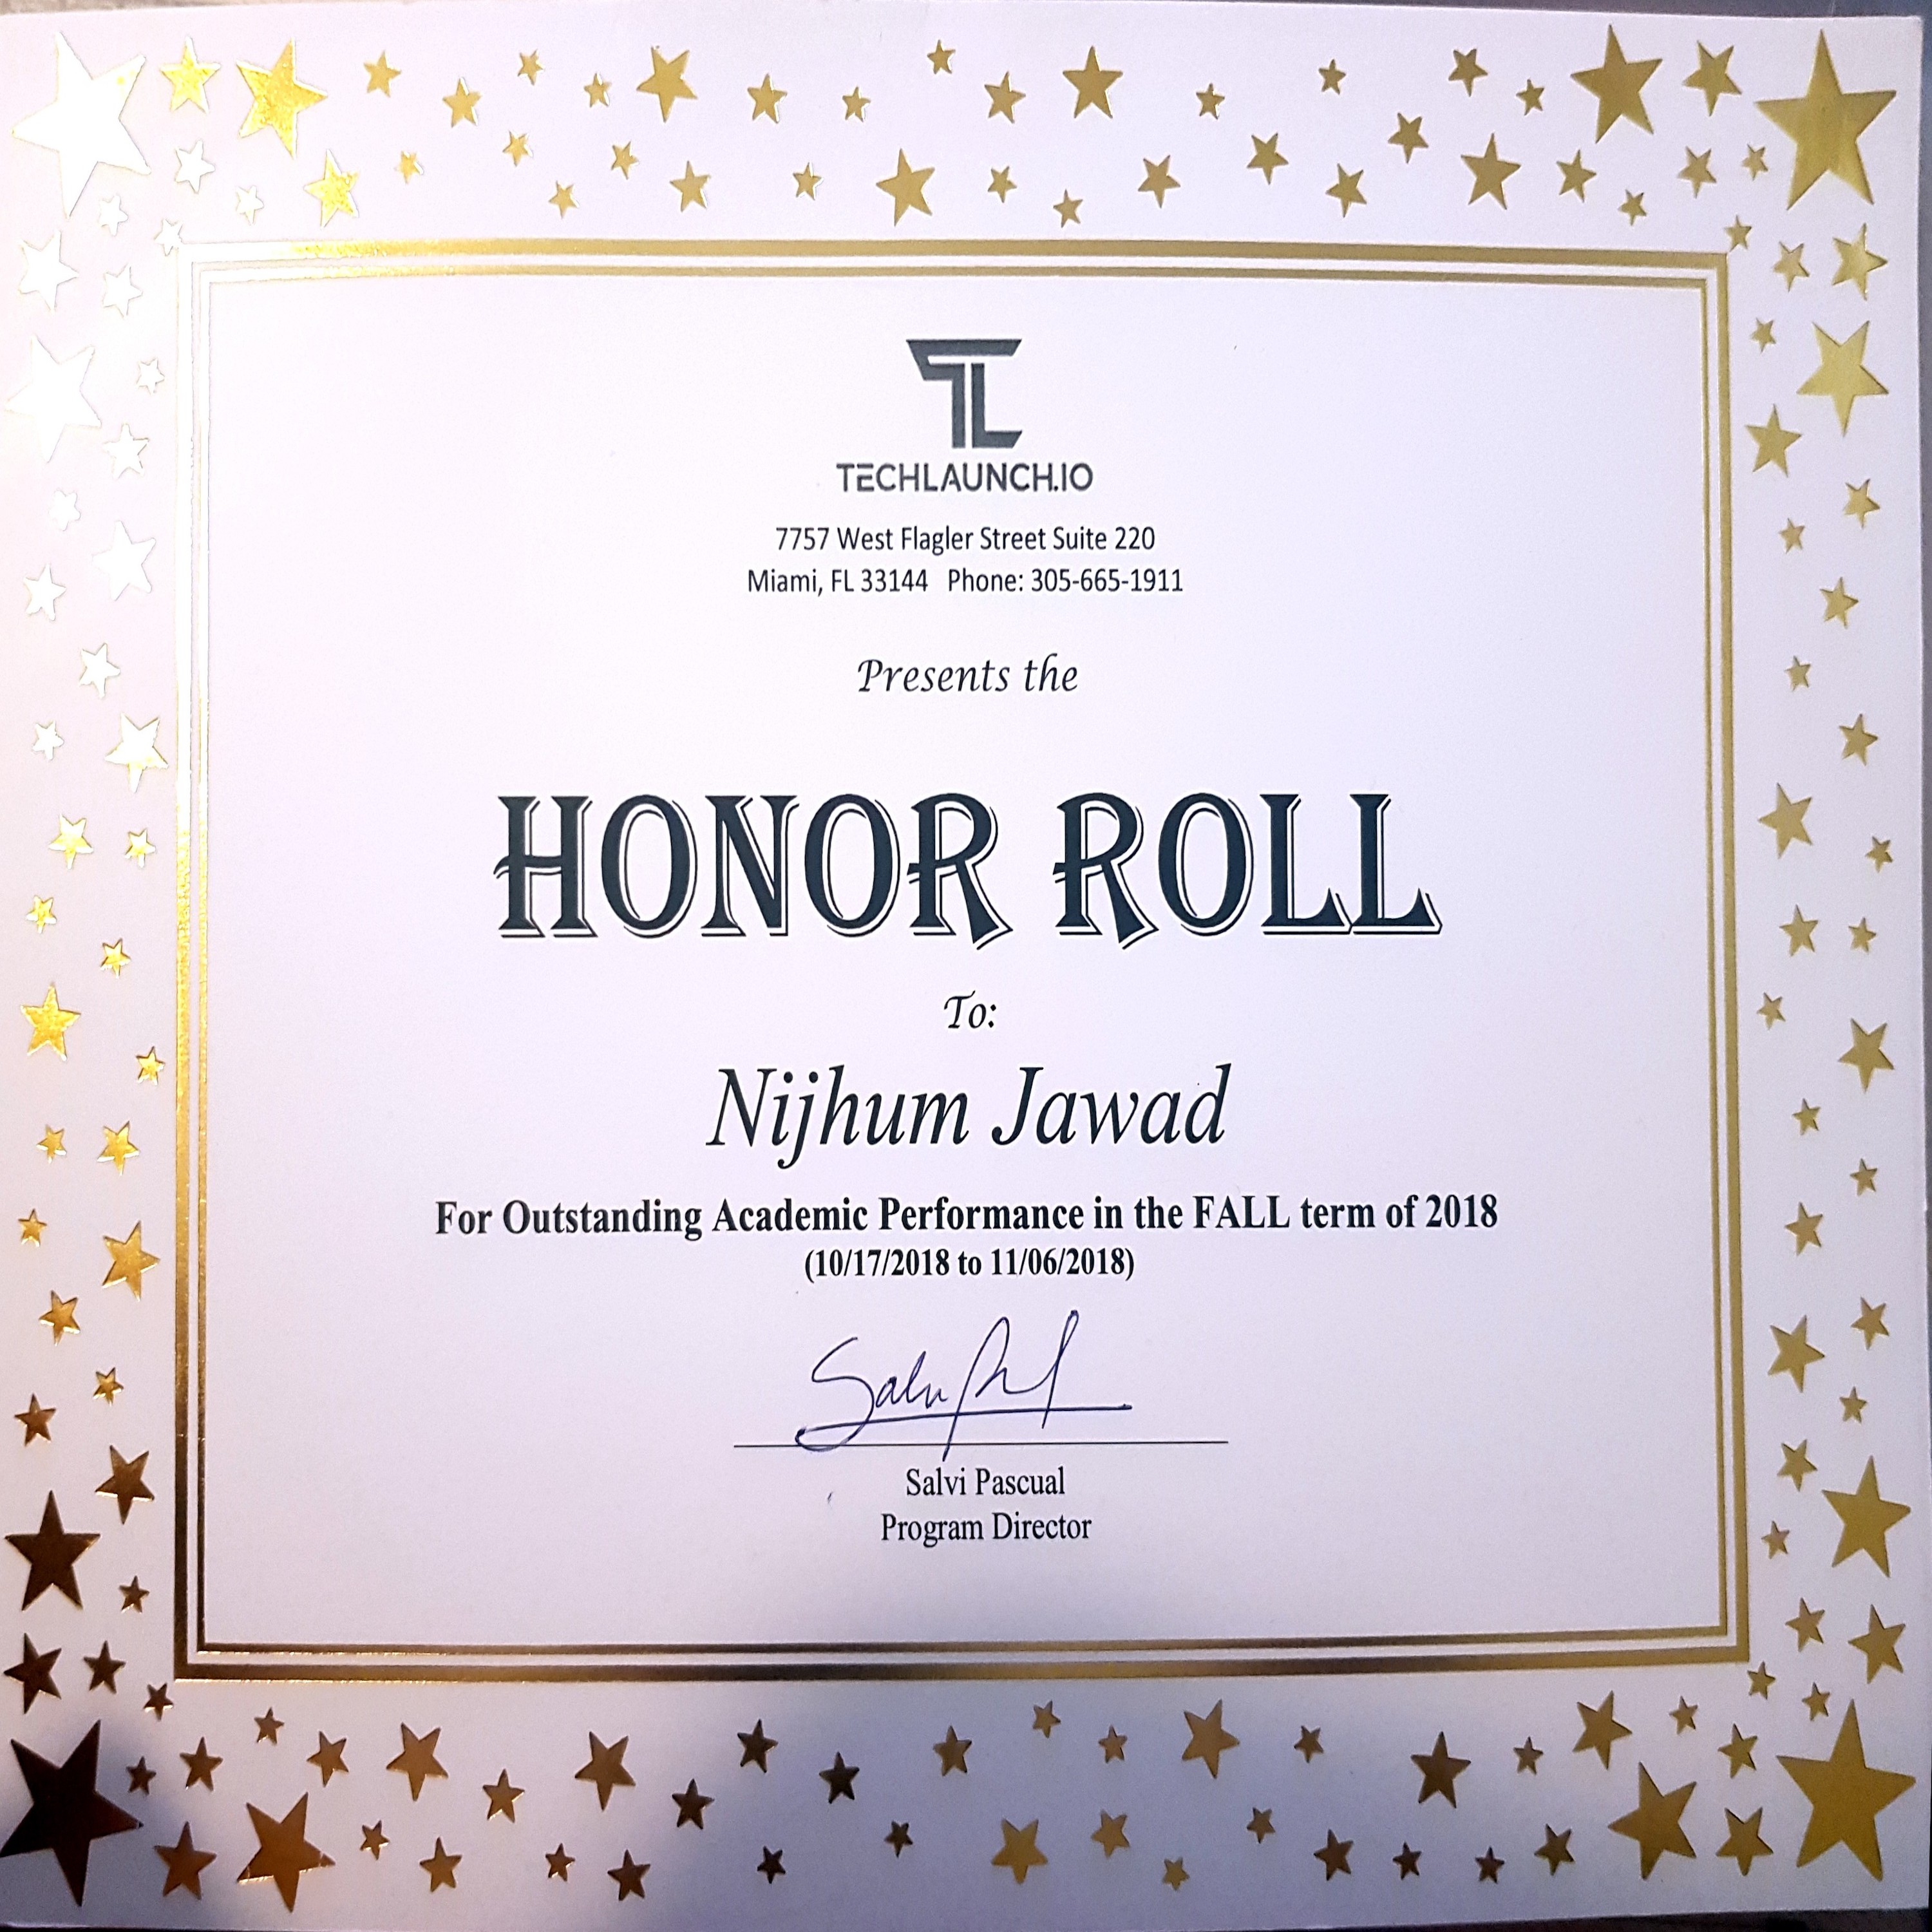 TL
TECHLAUNCH.IO
7757 West Flagler Street Suite 220
Miami, FL 33144 Phone: 305-665-1911
Presents the
HONOR ROLL
To:
Nijhum Jawad
For Outstanding Academic Performance in the FALL term of 2018
(10/17/2018 to 11/06/2018)
Salvi Pascual
Program Director